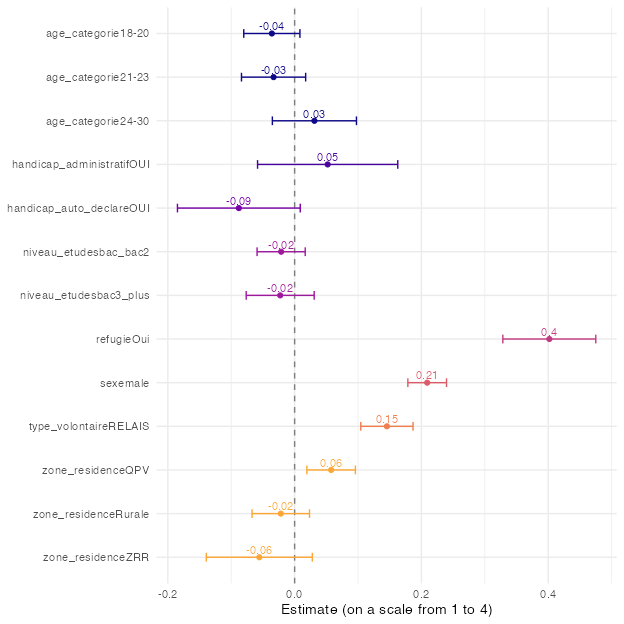 age_categorie18-20
-0.04
age_categorie21-23
-0.03
age_categorie24-30
0.03
handicap_administratifOUI
0.05
handicap_auto_declareOUI
-0.09
niveau_etudesbac_bac2
-0.02
niveau_etudesbac3_plus
-0.02
refugieOui
0.4
sexemale
0.21
type_volontaireRELAIS
0.15
zone_residenceQPV
0.06
zone_residenceRurale
-0.02
zone_residenceZRR
-0.06
-0.2 0.0 0.2 0.4
Estimate (on a scale from 1 to 4)